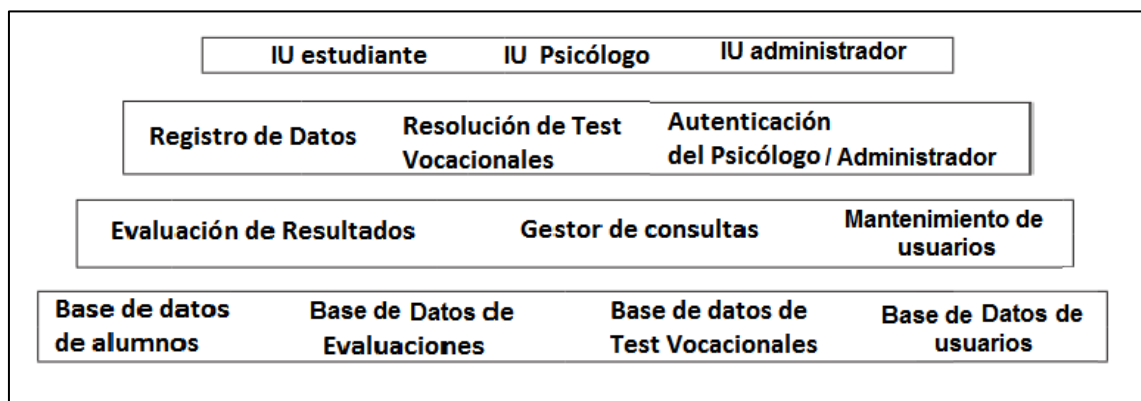 IU estudiante IU Psicólogo IU administrador
Registro de Datos Resolución de Test Autenticación
Vocacionales del Psicólogo / Administrador
Evaluación de Resultados Gestor de consultas Mantenimiento de
usuarios
Base de datos Base de Datos de Base de datos de Base de Datos de
de alumnos Evaluaciones Test Vocacionales usuarios